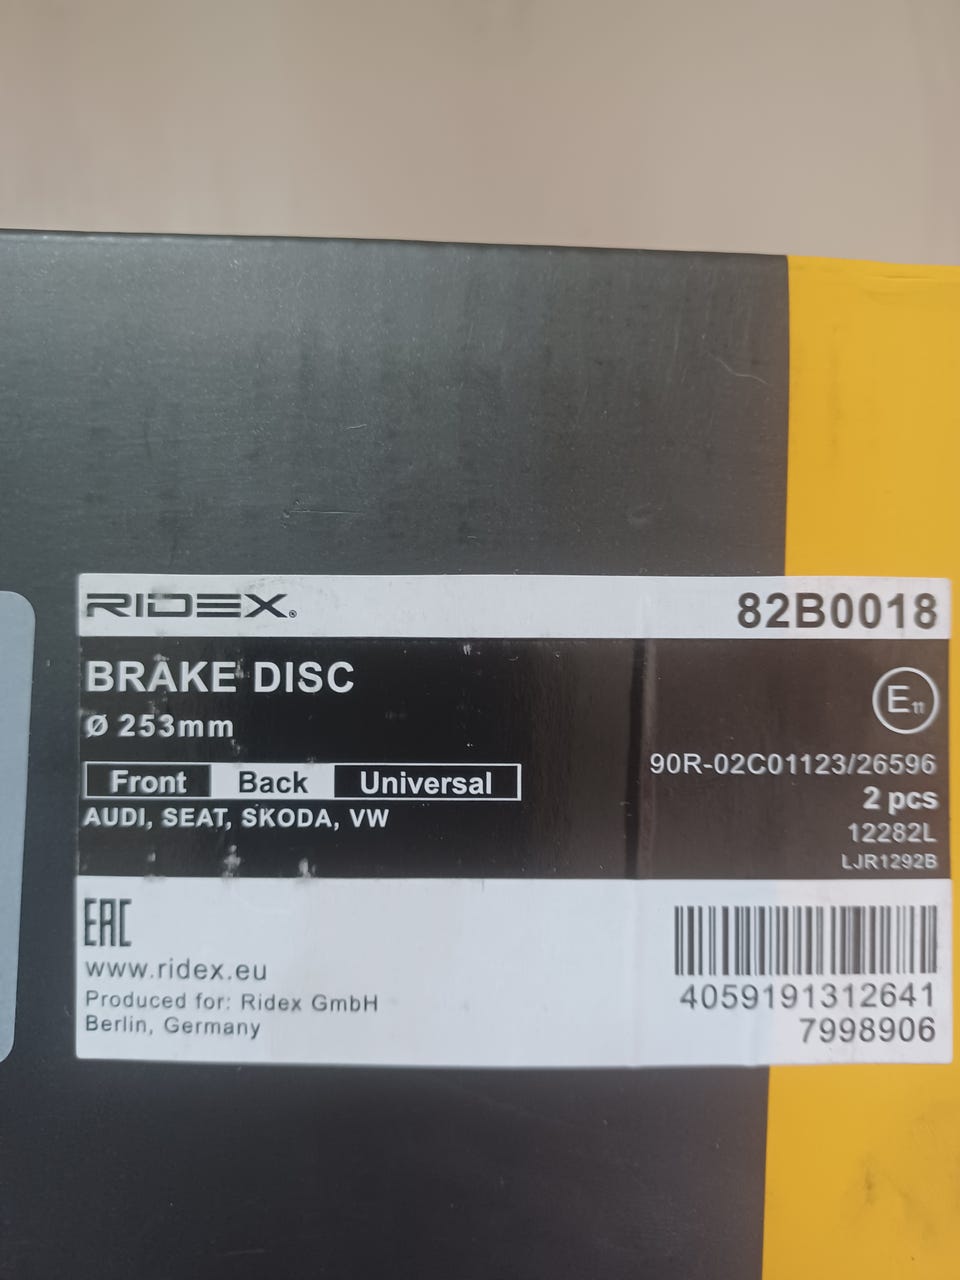 RIDEX®
82B0018
BRAKE DISC
Ø 253mm
Front Back Universal
AUDI, SEAT, SKODA, VW
E11
90R-02C01123/26596
2 pcs
12282L
LJR1292B
EAC
www.ridex.eu
Produced for: Ridex GmbH
Berlin, Germany
4059191312641
7998906